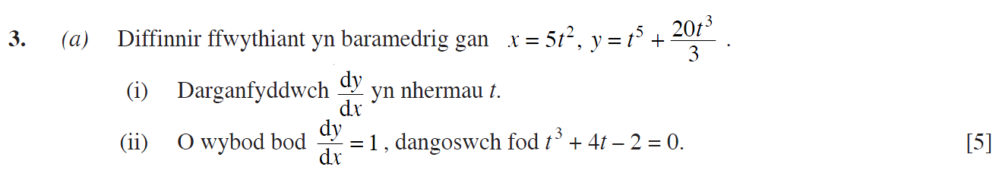 3. (a) Diffinnir ffwythiant yn baramedrig gan x = 5t², y = t⁵ + 20t³/3 .
(i) Darganfyddwch dy/dx yn nhermau t.
(ii) O wybod bod dy/dx = 1 , dangoswch fod t³ + 4t – 2 = 0. [5]